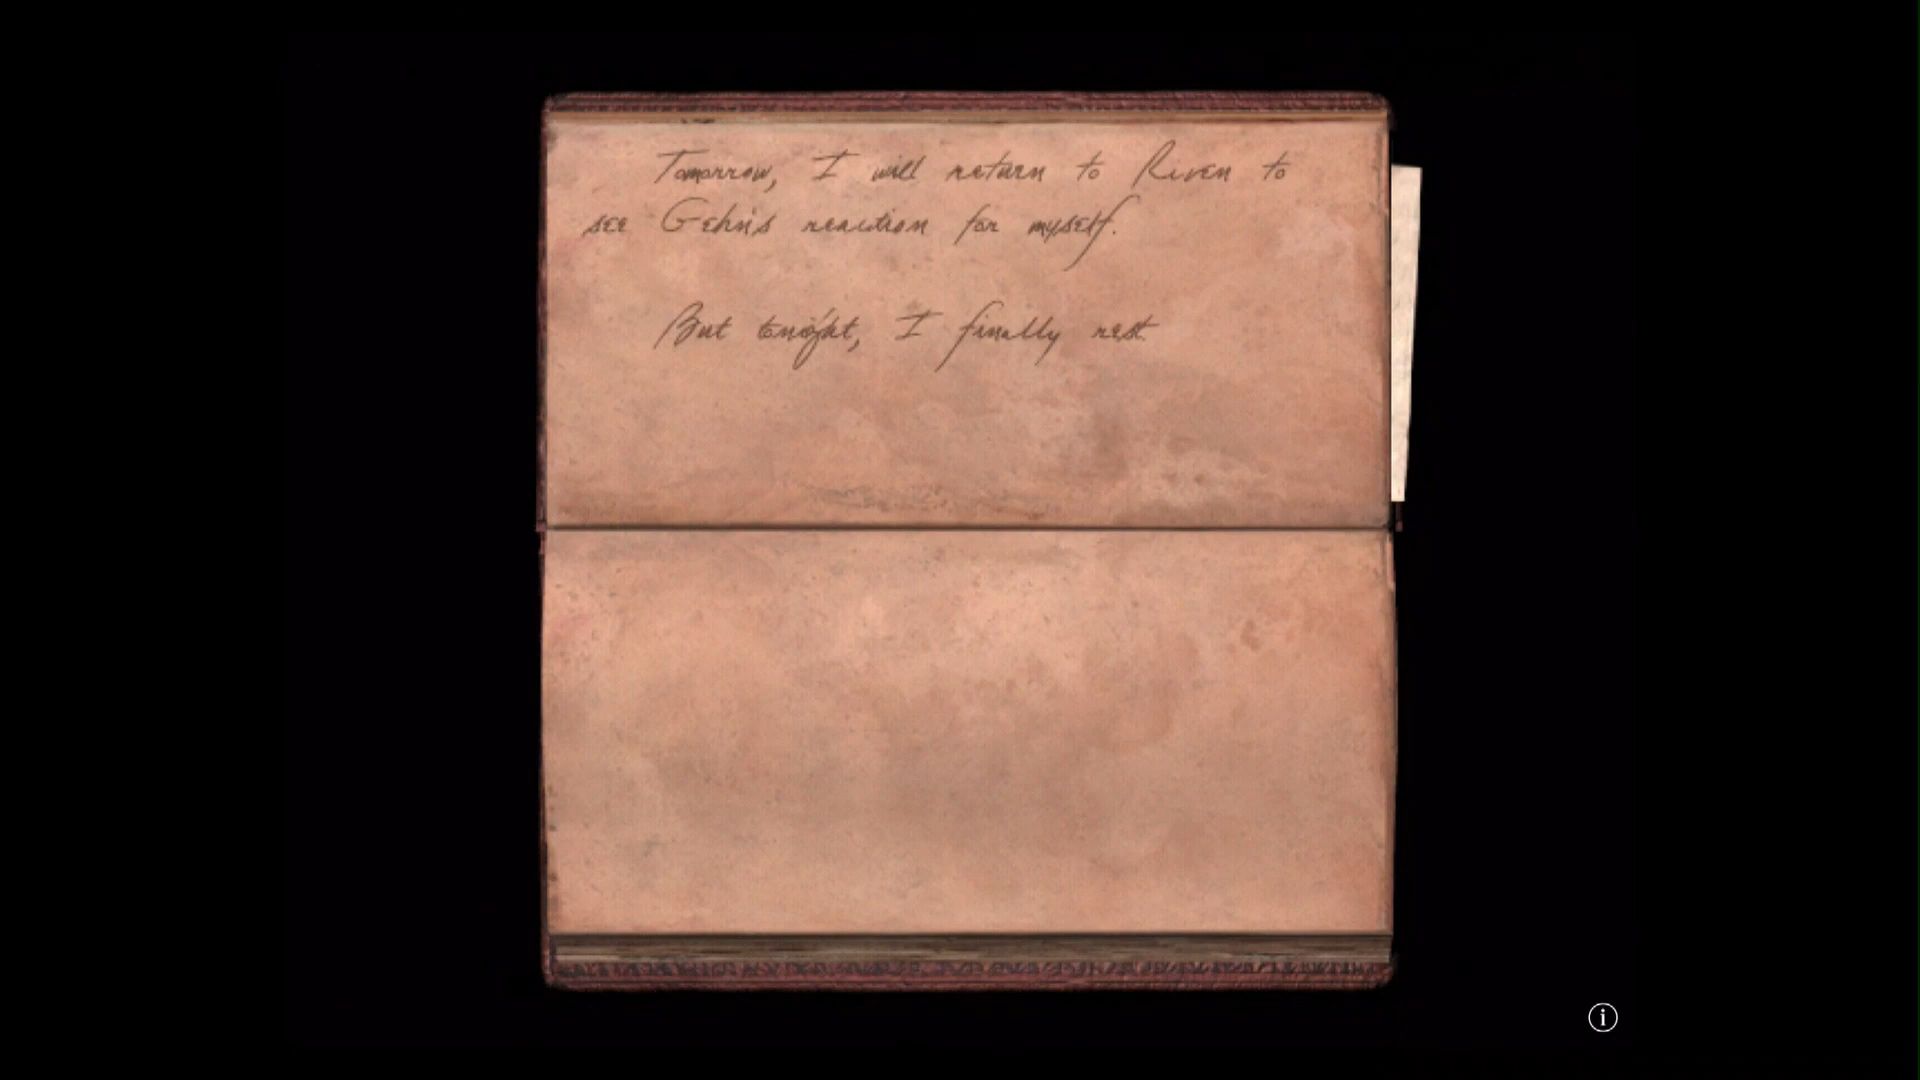 Tomorrow, I will return to Riven to
see Gehn's reaction for myself.
But tonight, I finally rest.